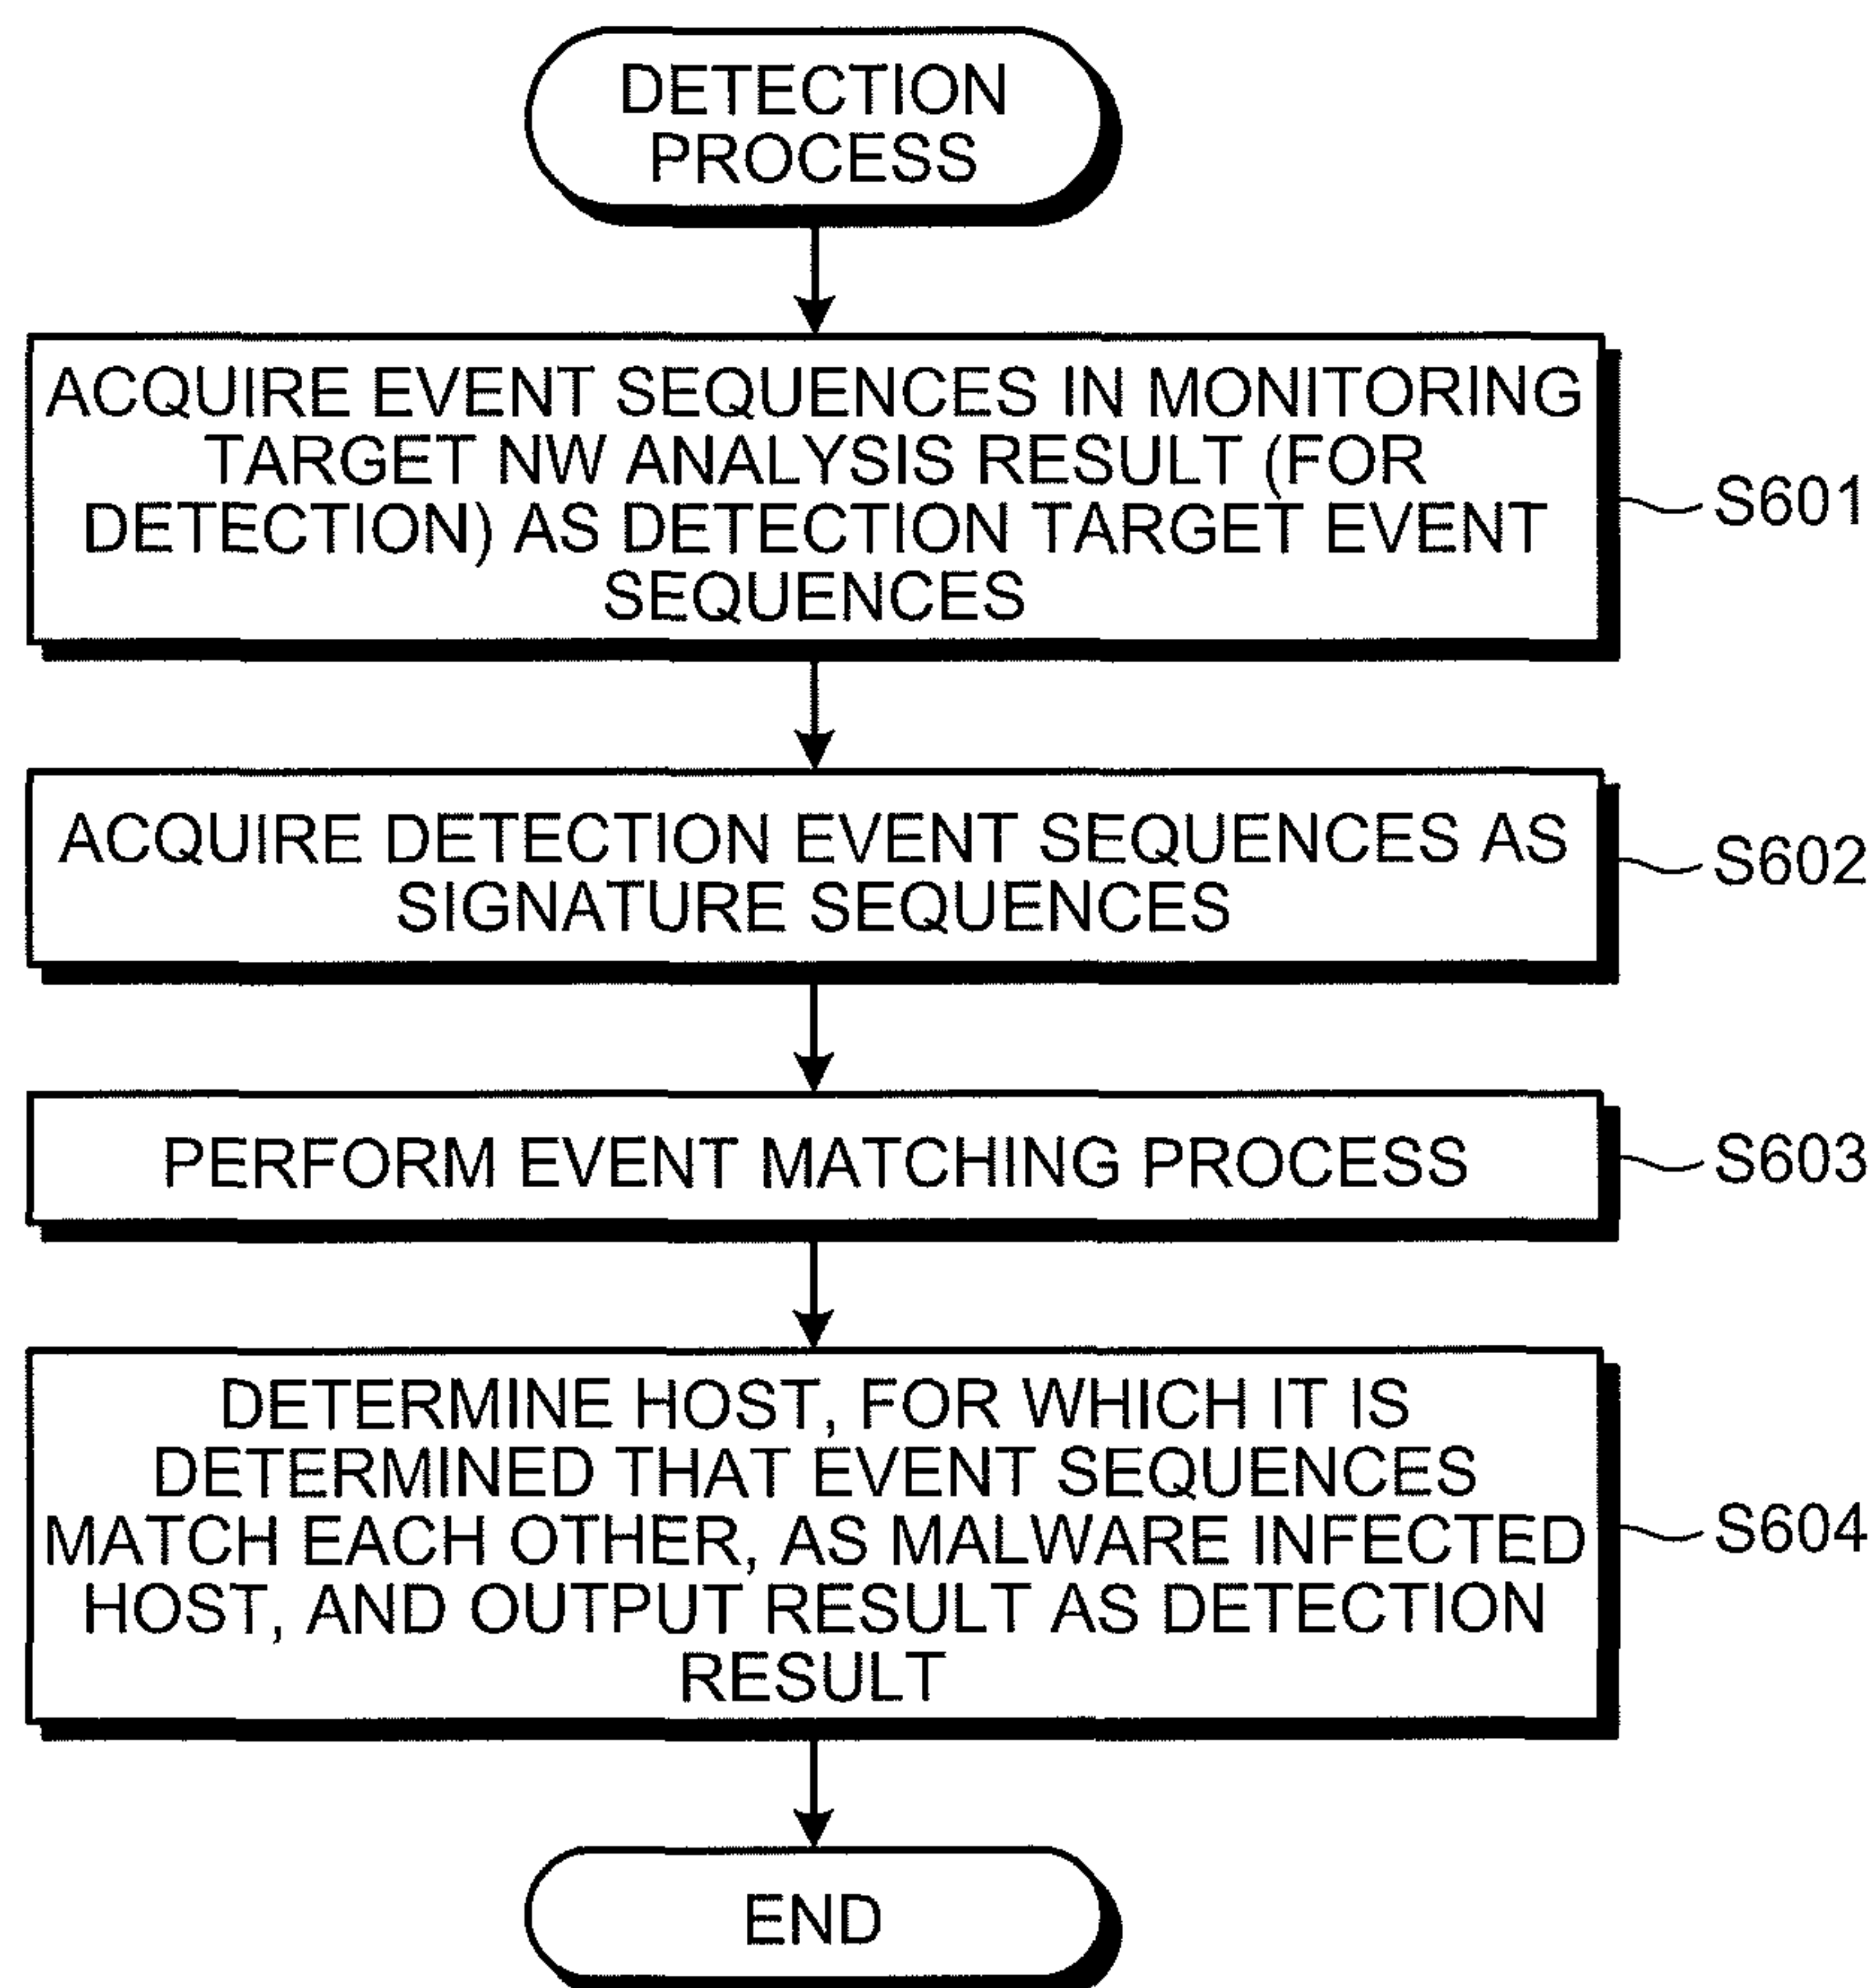 DETECTION
PROCESS
ACQUIRE EVENT SEQUENCES IN MONITORING
TARGET NW ANALYSIS RESULT (FOR
DETECTION) AS DETECTION TARGET EVENT
SEQUENCES
S601
ACQUIRE DETECTION EVENT SEQUENCES AS
SIGNATURE SEQUENCES
S602
PERFORM EVENT MATCHING PROCESS
S603
DETERMINE HOST, FOR WHICH IT IS
DETERMINED THAT EVENT SEQUENCES
MATCH EACH OTHER, AS MALWARE INFECTED
HOST, AND OUTPUT RESULT AS DETECTION
RESULT
S604
END